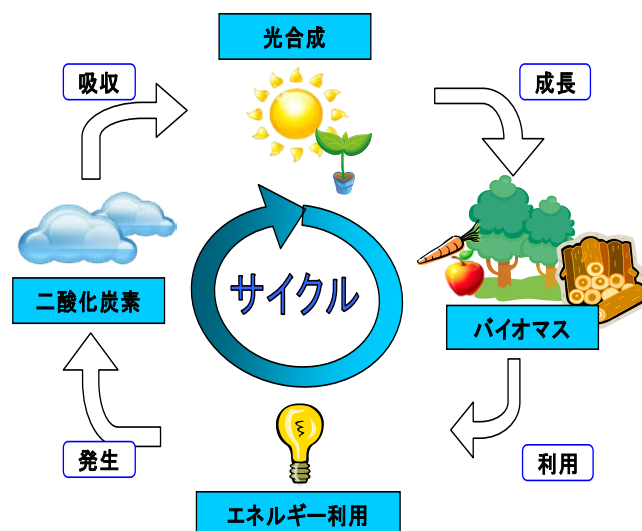 光合成
吸収
成長
二酸化炭素
サイクル
バイオマス
発生
利用
エネルギー利用